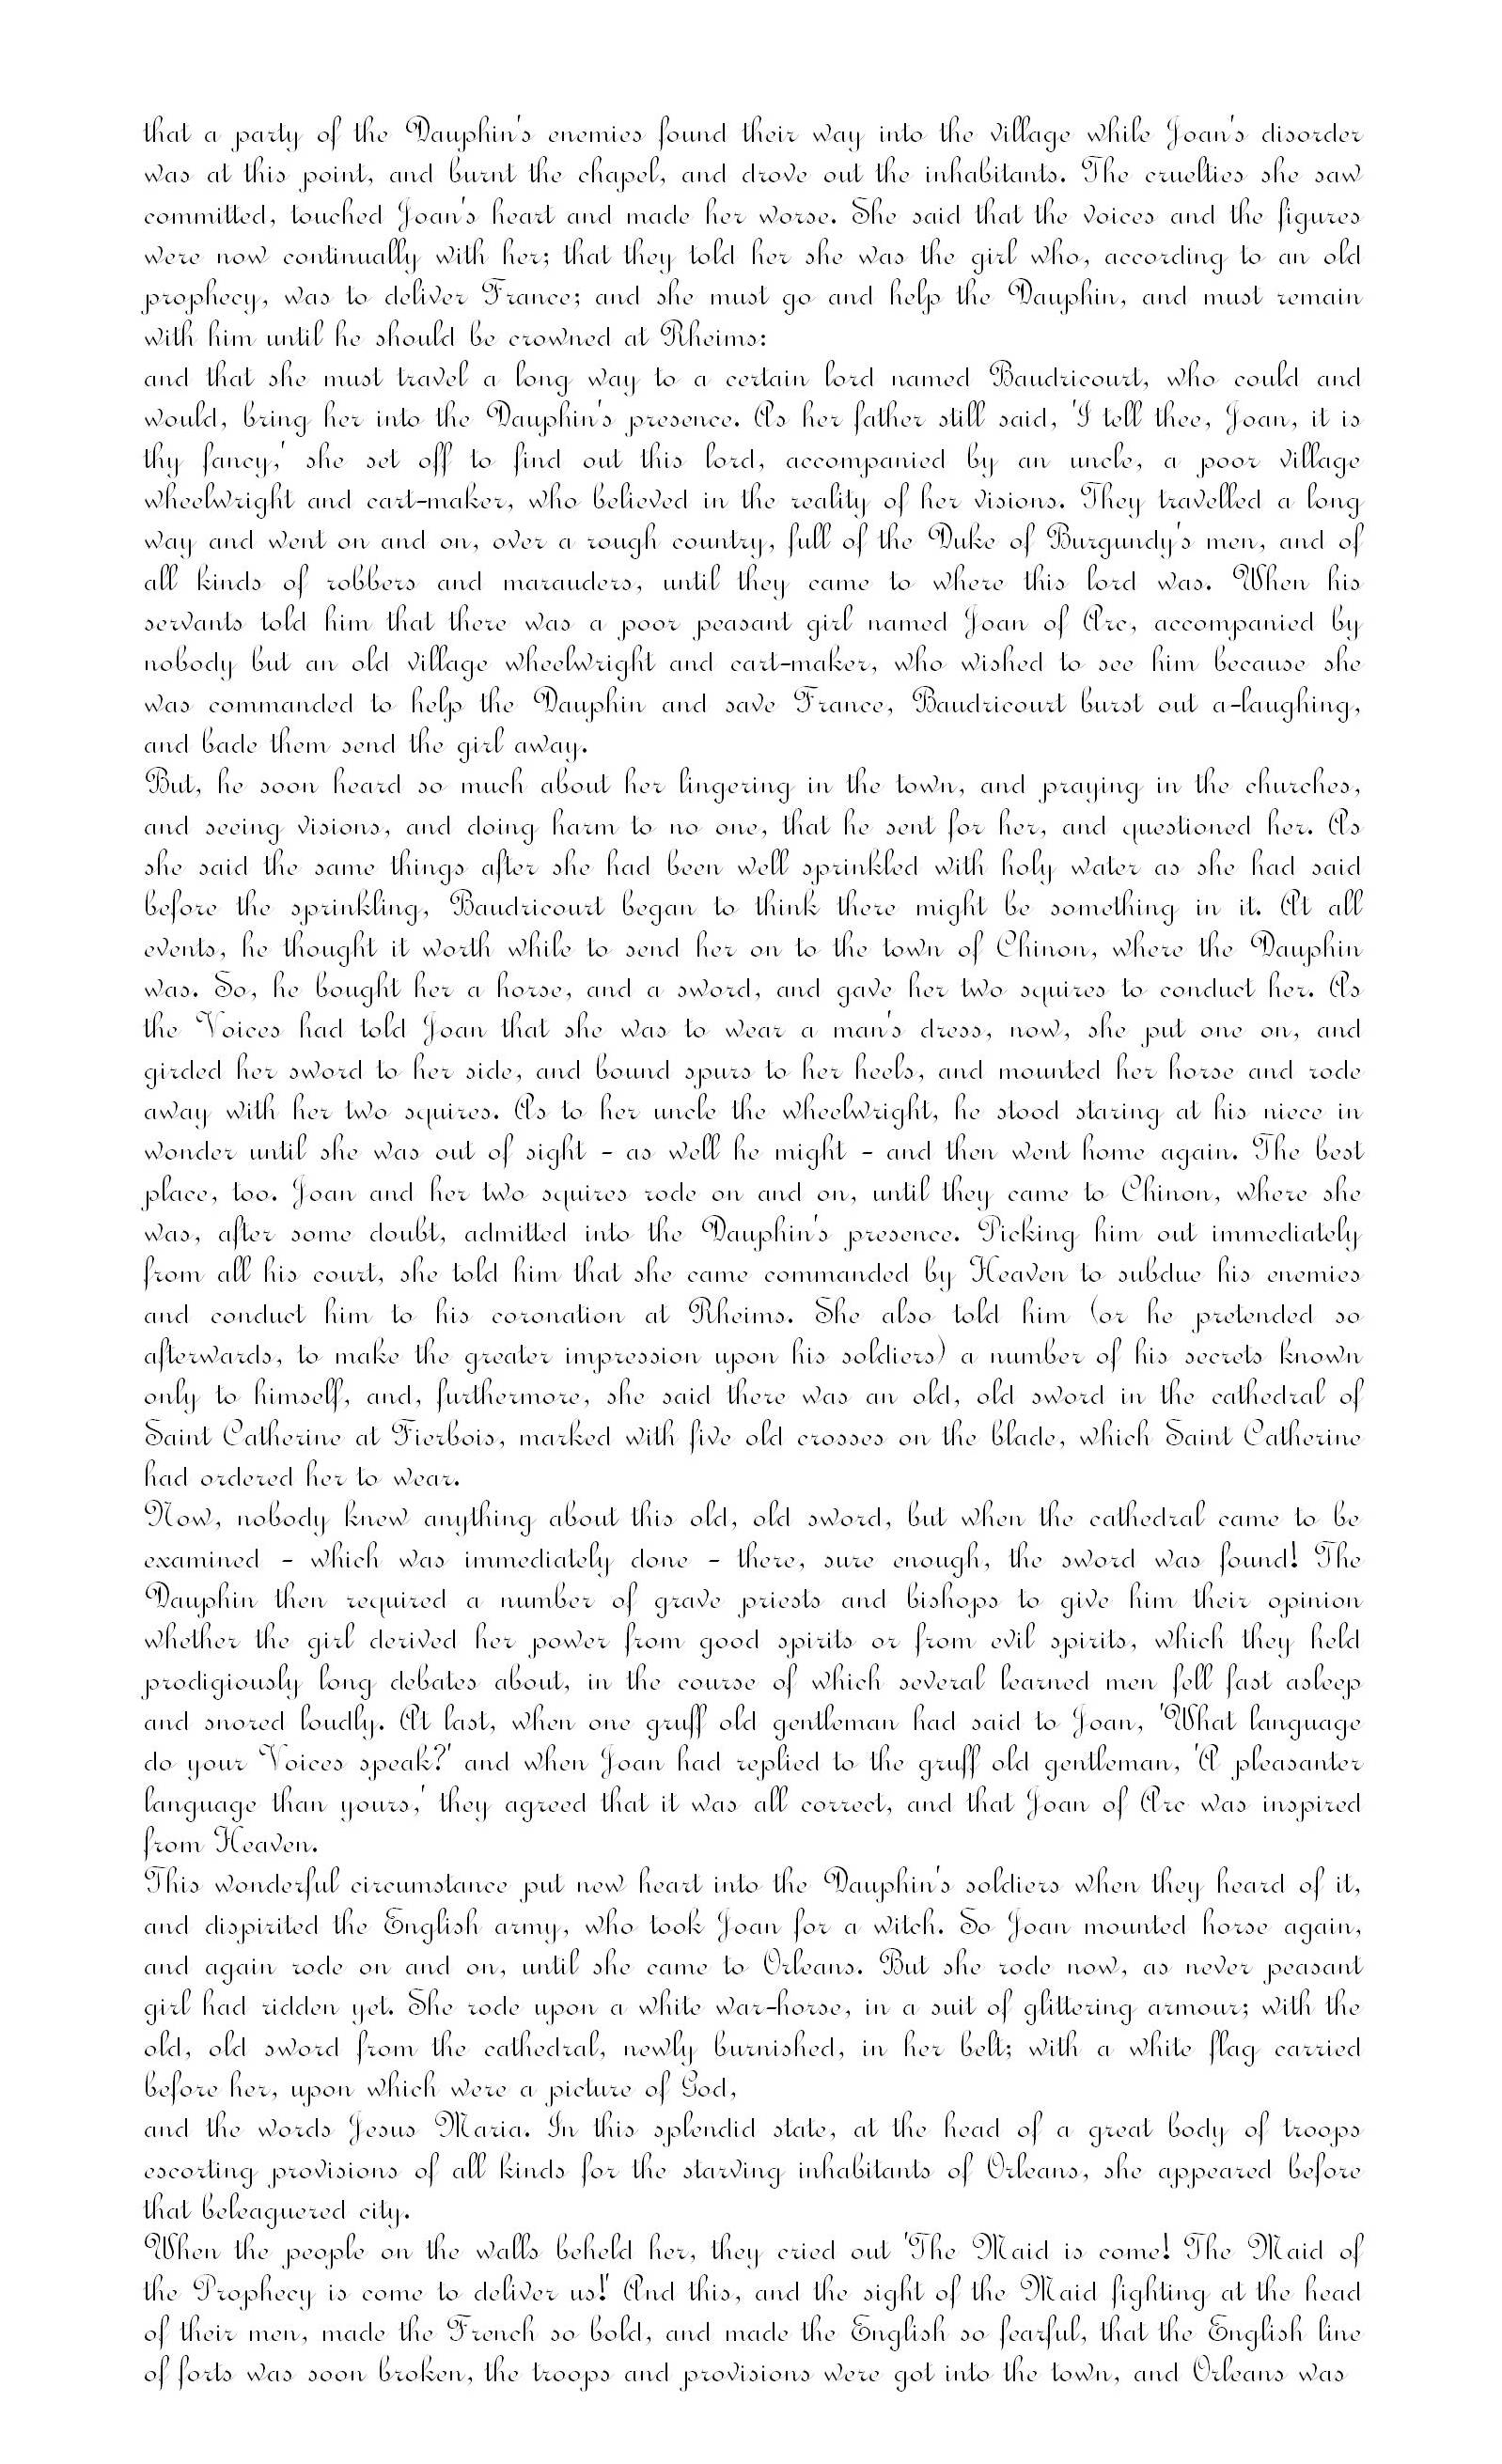 that a party of the Dauphin's enemies found their way into the village while Joan's disorder
was at this point, and burnt the chapel, and drove out the inhabitants. The cruelties she saw
committed, touched Joan's heart and made her worse. She said that the voices and the figures
were now continually with her; that they told her she was the girl who, according to an old
prophecy, was to deliver France; and she must go and help the Dauphin, and must remain
with him until he should be crowned at Rheims:
and that she must travel a long way to a certain lord named Baudricourt, who could and
would, bring her into the Dauphin's presence. As her father still said, 'I tell thee, Joan, it is
thy fancy,' she set off to find out this lord, accompanied by an uncle, a poor village
wheelwright and cart-maker, who believed in the reality of her visions. They travelled a long
way and went on and on, over a rough country, full of the Duke of Burgundy's men, and of
all kinds of robbers and marauders, until they came to where this lord was. When his
servants told him that there was a poor peasant girl named Joan of Arc, accompanied by
nobody but an old village wheelwright and cart-maker, who wished to see him because she
was commanded to help the Dauphin and save France, Baudricourt burst out a-laughing,
and bade them send the girl away.
But, he soon heard so much about her lingering in the town, and praying in the churches,
and seeing visions, and doing harm to no one, that he sent for her, and questioned her. As
she said the same things after she had been well sprinkled with holy water as she had said
before the sprinkling, Baudricourt began to think there might be something in it. At all
events, he thought it worth while to send her on to the town of Chinon, where the Dauphin
was. So, he bought her a horse, and a sword, and gave her two squires to conduct her. As
the Voices had told Joan that she was to wear a man's dress, now, she put one on, and
girded her sword to her side, and bound spurs to her heels, and mounted her horse and rode
away with her two squires. As to her uncle the wheelwright, he stood staring at his niece in
wonder until she was out of sight - as well he might - and then went home again. The best
place, too. Joan and her two squires rode on and on, until they came to Chinon, where she
was, after some doubt, admitted into the Dauphin's presence. Picking him out immediately
from all his court, she told him that she came commanded by Heaven to subdue his enemies
and conduct him to his coronation at Rheims. She also told him (or he pretended so
afterwards, to make the greater impression upon his soldiers) a number of his secrets known
only to himself, and, furthermore, she said there was an old, old sword in the cathedral of
Saint Catherine at Fierbois, marked with five old crosses on the blade, which Saint Catherine
had ordered her to wear.
Now, nobody knew anything about this old, old sword, but when the cathedral came to be
examined - which was immediately done - there, sure enough, the sword was found! The
Dauphin then required a number of grave priests and bishops to give him their opinion
whether the girl derived her power from good spirits or from evil spirits, which they held
prodigiously long debates about, in the course of which several learned men fell fast asleep
and snored loudly. At last, when one gruff old gentleman had said to Joan, 'What language
do your Voices speak?' and when Joan had replied to the gruff old gentleman, 'A pleasanter
language than yours,' they agreed that it was all correct, and that Joan of Arc was inspired
from Heaven.
This wonderful circumstance put new heart into the Dauphin's soldiers when they heard of it,
and dispirited the English army, who took Joan for a witch. So Joan mounted horse again,
and again rode on and on, until she came to Orleans. But she rode now, as never peasant
girl had ridden yet. She rode upon a white war-horse, in a suit of glittering armour; with the
old, old sword from the cathedral, newly burnished, in her belt; with a white flag carried
before her, upon which were a picture of God,
and the words Jesus Maria. In this splendid state, at the head of a great body of troops
escorting provisions of all kinds for the starving inhabitants of Orleans, she appeared before
that beleaguered city.
When the people on the walls beheld her, they cried out 'The Maid is come! The Maid of
the Prophecy is come to deliver us!' And this, and the sight of the Maid fighting at the head
of their men, made the French so bold, and made the English so fearful, that the English line
of forts was soon broken, the troops and provisions were got into the town, and Orleans was